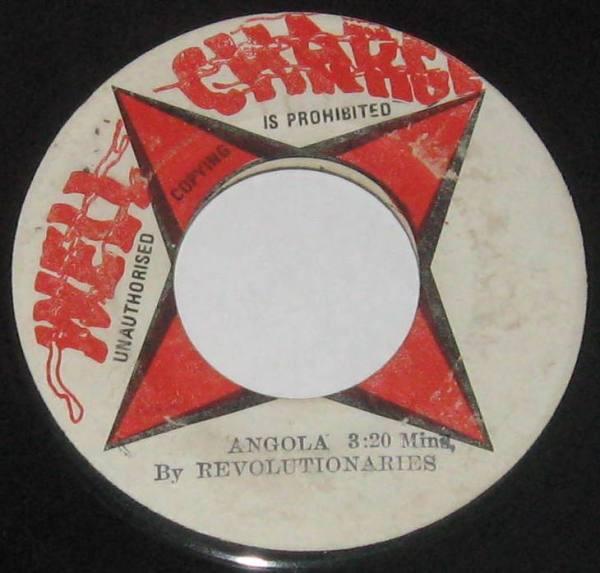 WELL CHARGE
UNAUTHORISED COPYING IS PROHIBITED
ANGOLA 3:20 Mins,
By REVOLUTIONARIES